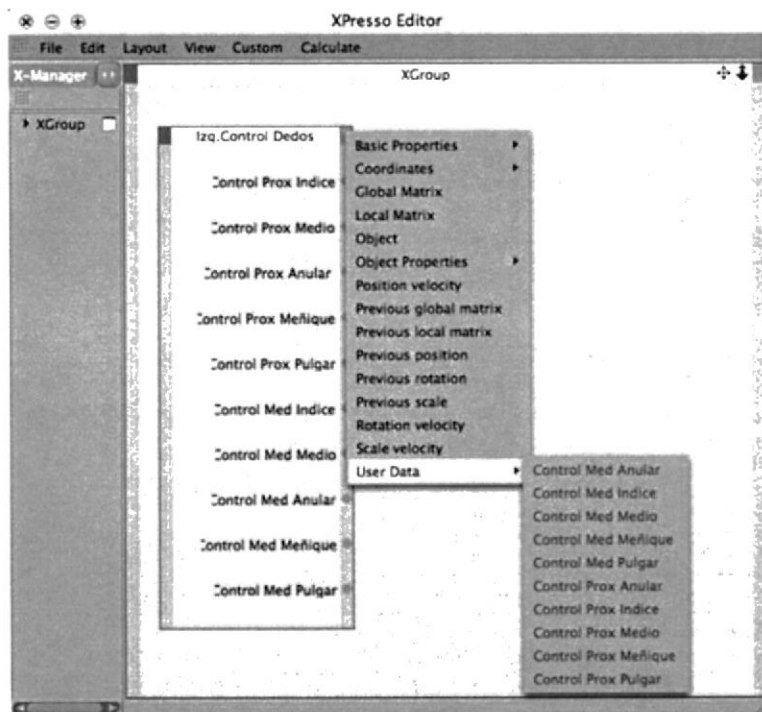 XPresso Editor
File Edit Layout View Custom Calculate
X-Manager
XGroup
XGroup
Izq.Control Dedos
Control Prox Indice
Control Prox Medio
Control Prox Anular
Control Prox Meñique
Control Prox Pulgar
Control Med Indice
Control Med Medio
Control Med Anular
Control Med Meñique
Control Med Pulgar
Basic Properties
Coordinates
Global Matrix
Local Matrix
Object
Object Properties
Position velocity
Previous global matrix
Previous local matrix
Previous position
Previous rotation
Previous scale
Rotation velocity
Scale velocity
User Data
Control Med Anular
Control Med Indice
Control Med Medio
Control Med Meñique
Control Med Pulgar
Control Prox Anular
Control Prox Indice
Control Prox Medio
Control Prox Meñique
Control Prox Pulgar